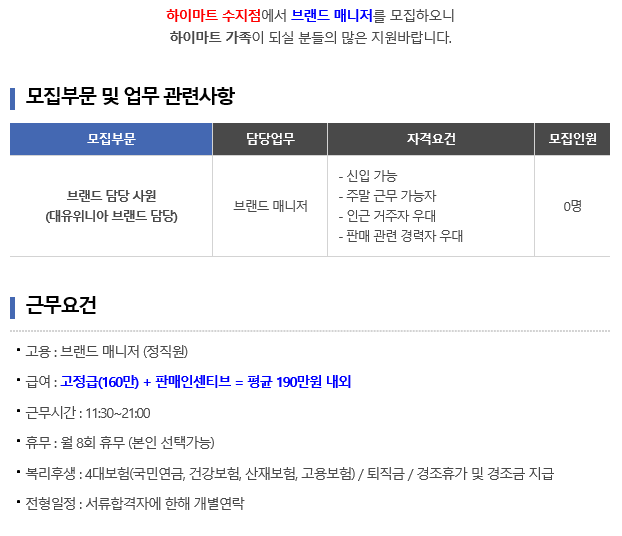 하이마트 수지점에서 브랜드 매니저를 모집하오니
하이마트 가족이 되실 분들의 많은 지원바랍니다.
모집부문 및 업무 관련사항
모집부문 담당업무 자격요건 모집인원
브랜드 담당 사원
(대유위니아 브랜드 담당)
브랜드 매니저
- 신입 가능
- 주말 근무 가능자
- 인근 거주자 우대
- 판매 관련 경력자 우대
0명
근무요건
· 고용 : 브랜드 매니저 (정직원)
· 급여 : 고정급(160만) + 판매인센티브 = 평균 190만원 내외
· 근무시간 : 11:30~21:00
· 휴무 : 월 8회 휴무 (본인 선택가능)
· 복리후생 : 4대보험(국민연금, 건강보험, 산재보험, 고용보험) / 퇴직금 / 경조휴가 및 경조금 지급
· 전형일정 : 서류합격자에 한해 개별연락